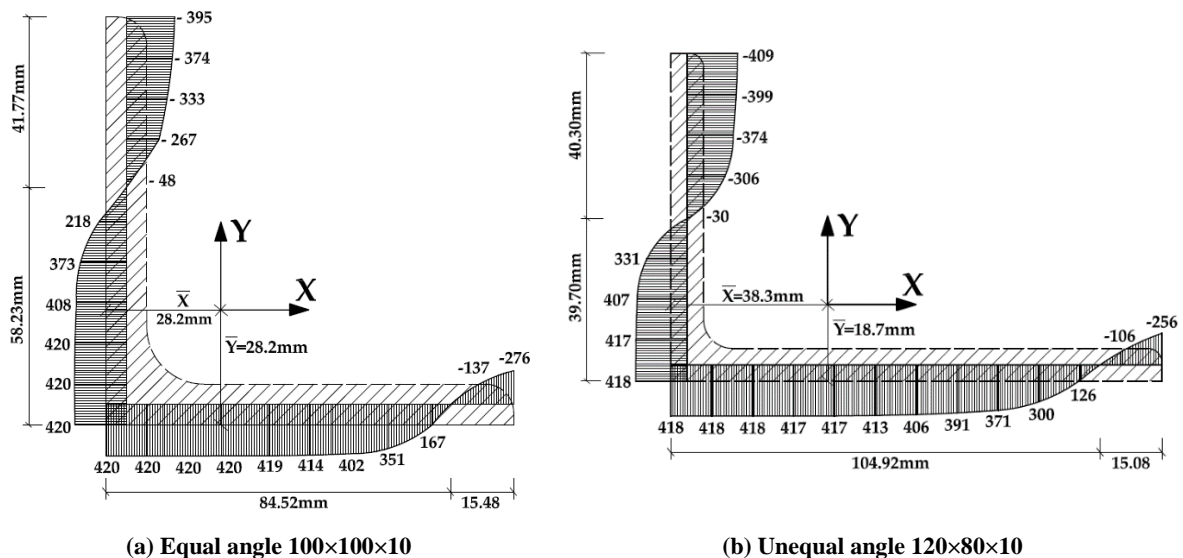 - 395
- 374
- 333
- 267
- 48
218
373
408
420
420
420
41.77mm
58.23mm
Y
X
X
28.2mm
Y=28.2mm
-137
-276
420
420
420
420
419
414
402
351
167
84.52mm
15.48
(a) Equal angle 100×100×10
-409
-399
-374
-306
-30
331
407
417
418
40.30mm
39.70mm
Y
X
X=38.3mm
Y=18.7mm
-106
-256
418
418
418
417
417
413
406
391
371
300
126
104.92mm
15.08
(b) Unequal angle 120×80×10